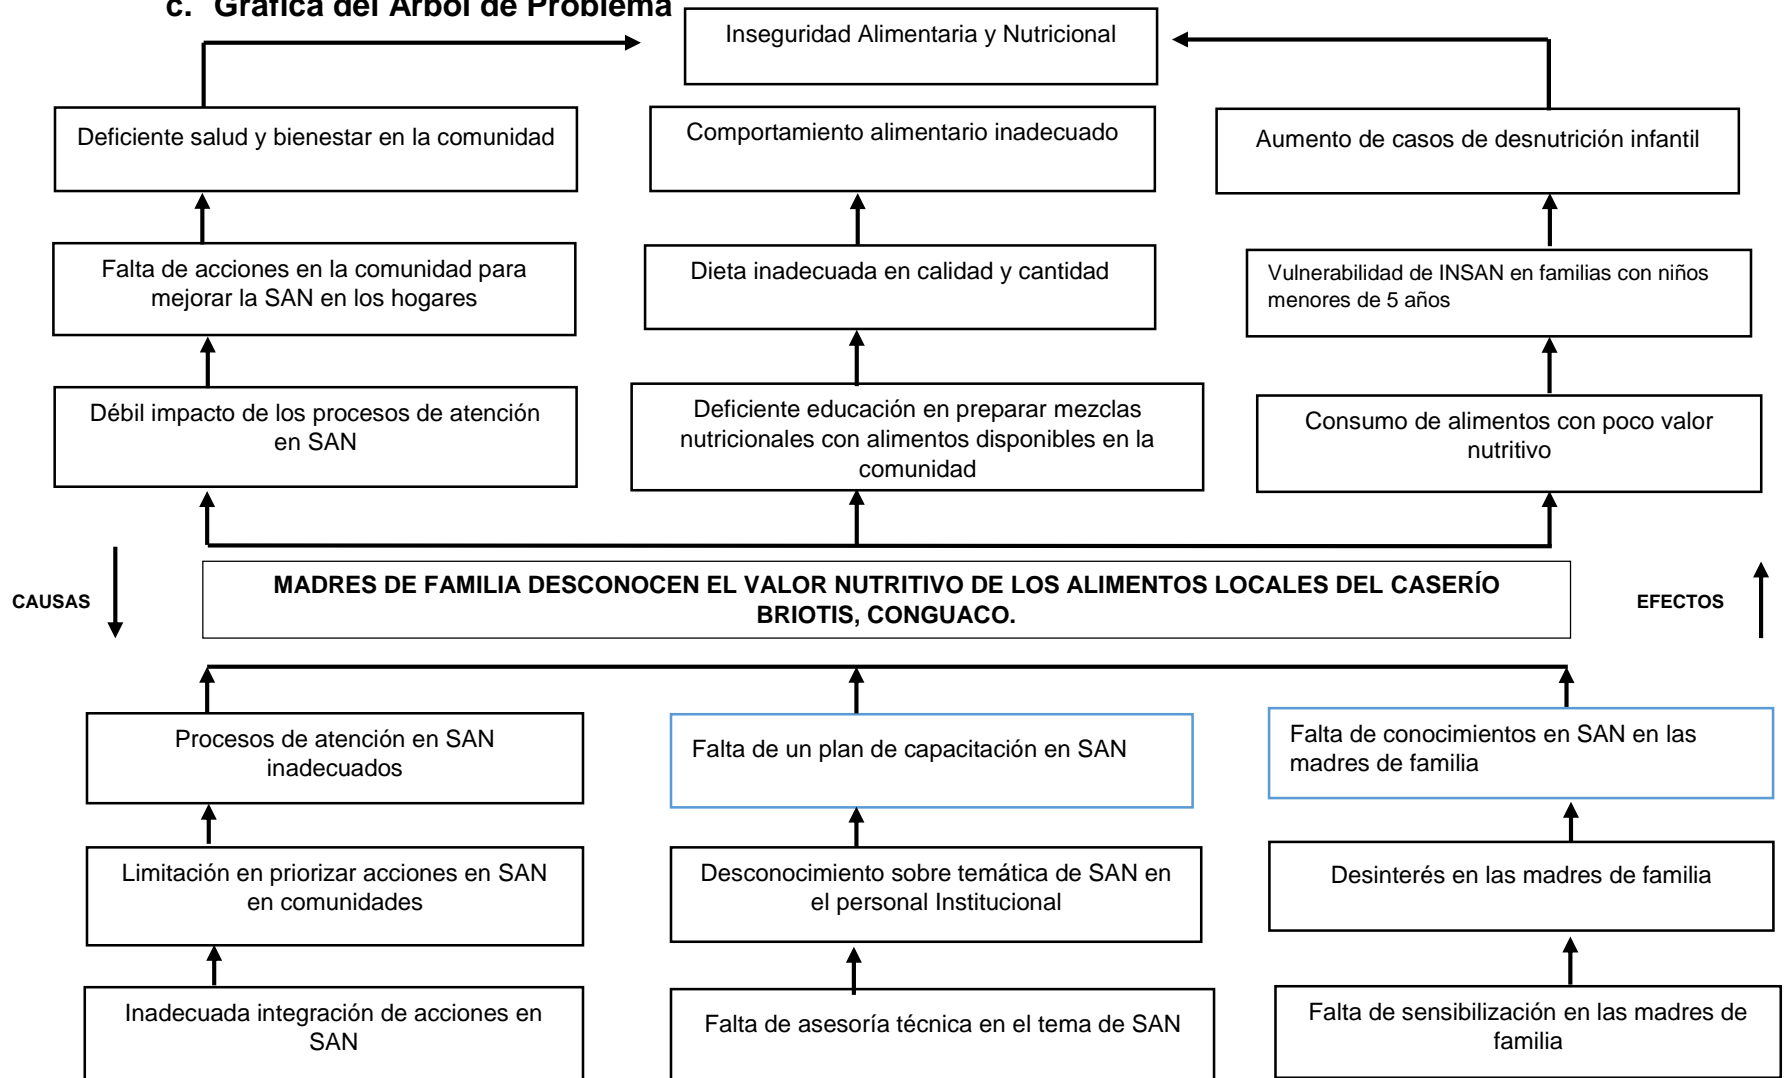 c. Gráfica del Árbol de Problema
Inseguridad Alimentaria y Nutricional
Deficiente salud y bienestar en la comunidad
Comportamiento alimentario inadecuado
Aumento de casos de desnutrición infantil
Falta de acciones en la comunidad para
mejorar la SAN en los hogares
Dieta inadecuada en calidad y cantidad
Vulnerabilidad de INSAN en familias con niños
menores de 5 años
Débil impacto de los procesos de atención
en SAN
Deficiente educación en preparar mezclas
nutricionales con alimentos disponibles en la
comunidad
Consumo de alimentos con poco valor
nutritivo
CAUSAS
MADRES DE FAMILIA DESCONOCEN EL VALOR NUTRITIVO DE LOS ALIMENTOS LOCALES DEL CASERÍO
BRIOTIS, CONGUACO.
EFECTOS
Procesos de atención en SAN
inadecuados
Falta de un plan de capacitación en SAN
Falta de conocimientos en SAN en las
madres de familia
Limitación en priorizar acciones en SAN
en comunidades
Desconocimiento sobre temática de SAN en
el personal Institucional
Desinterés en las madres de familia
Inadecuada integración de acciones en
SAN
Falta de asesoría técnica en el tema de SAN
Falta de sensibilización en las madres de
familia